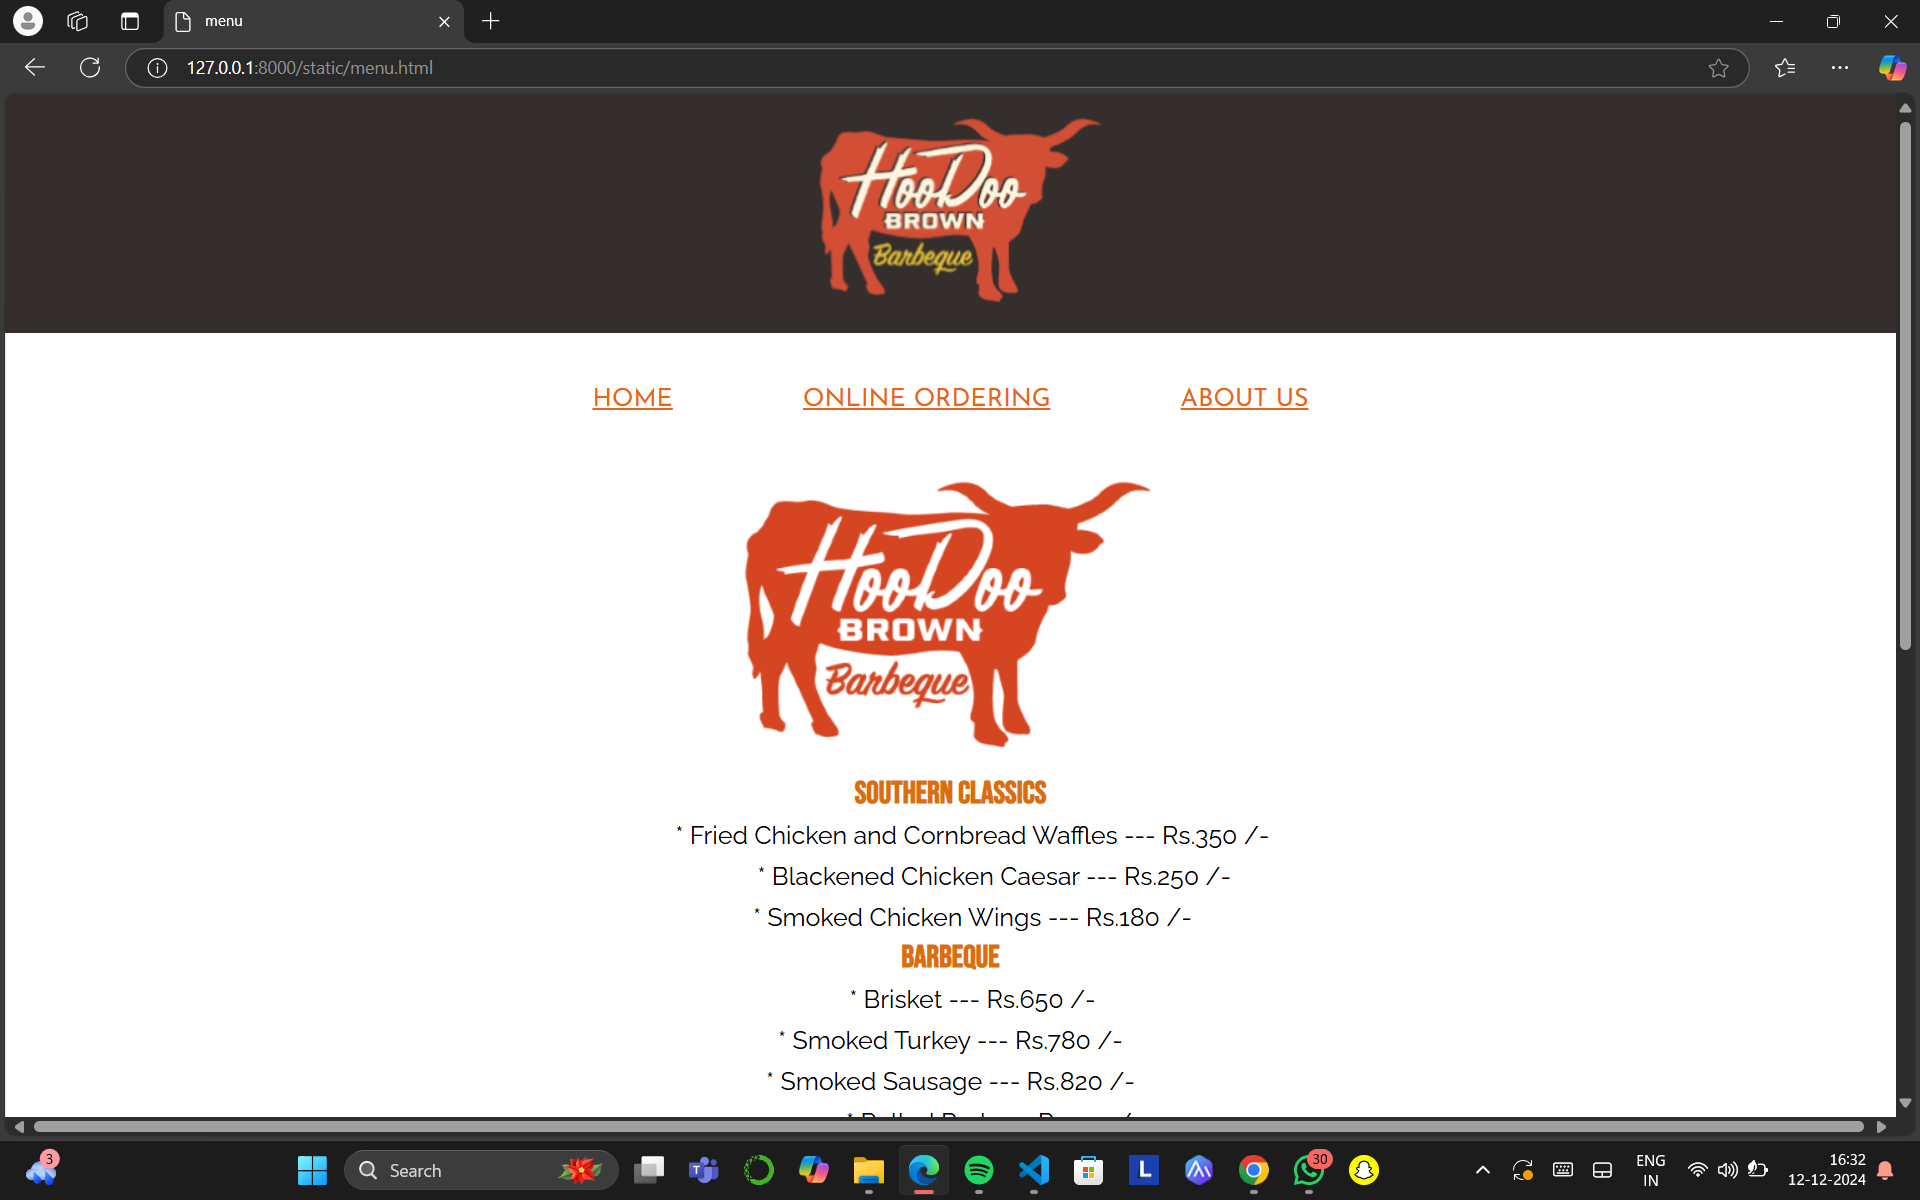 menu
127.0.0.1:8000/static/menu.html
HooDoo
BROWN
Barbeque
HOME ONLINE ORDERING ABOUT US
HooDoo
BROWN
Barbeque
SOUTHERN CLASSICS
* Fried Chicken and Cornbread Waffles --- Rs.350 /-
* Blackened Chicken Caesar --- Rs.250 /-
* Smoked Chicken Wings --- Rs.180 /-
BARBEQUE
* Brisket --- Rs.650 /-
* Smoked Turkey --- Rs.780 /-
* Smoked Sausage --- Rs.820 /-
3
Search
T
L
30
ENG
IN
16:32
12-12-2024